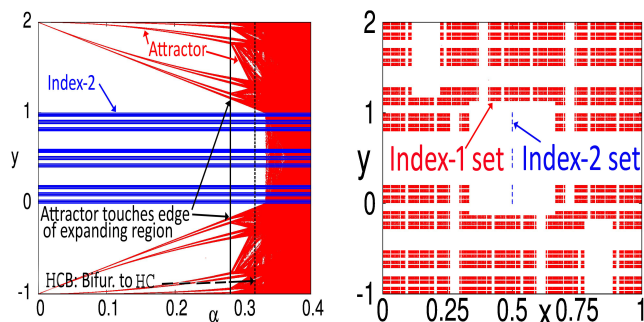 2
Attractor
Index-2
1
y
0
Attractor touches edge
of expanding region
HCB: Bifur. to HC
-1
0
0.1
0.2
α
0.3
0.4
2
1
y
Index-1 set
Index-2 set
0
-1
0
0.25
0.5
x
0.75
1